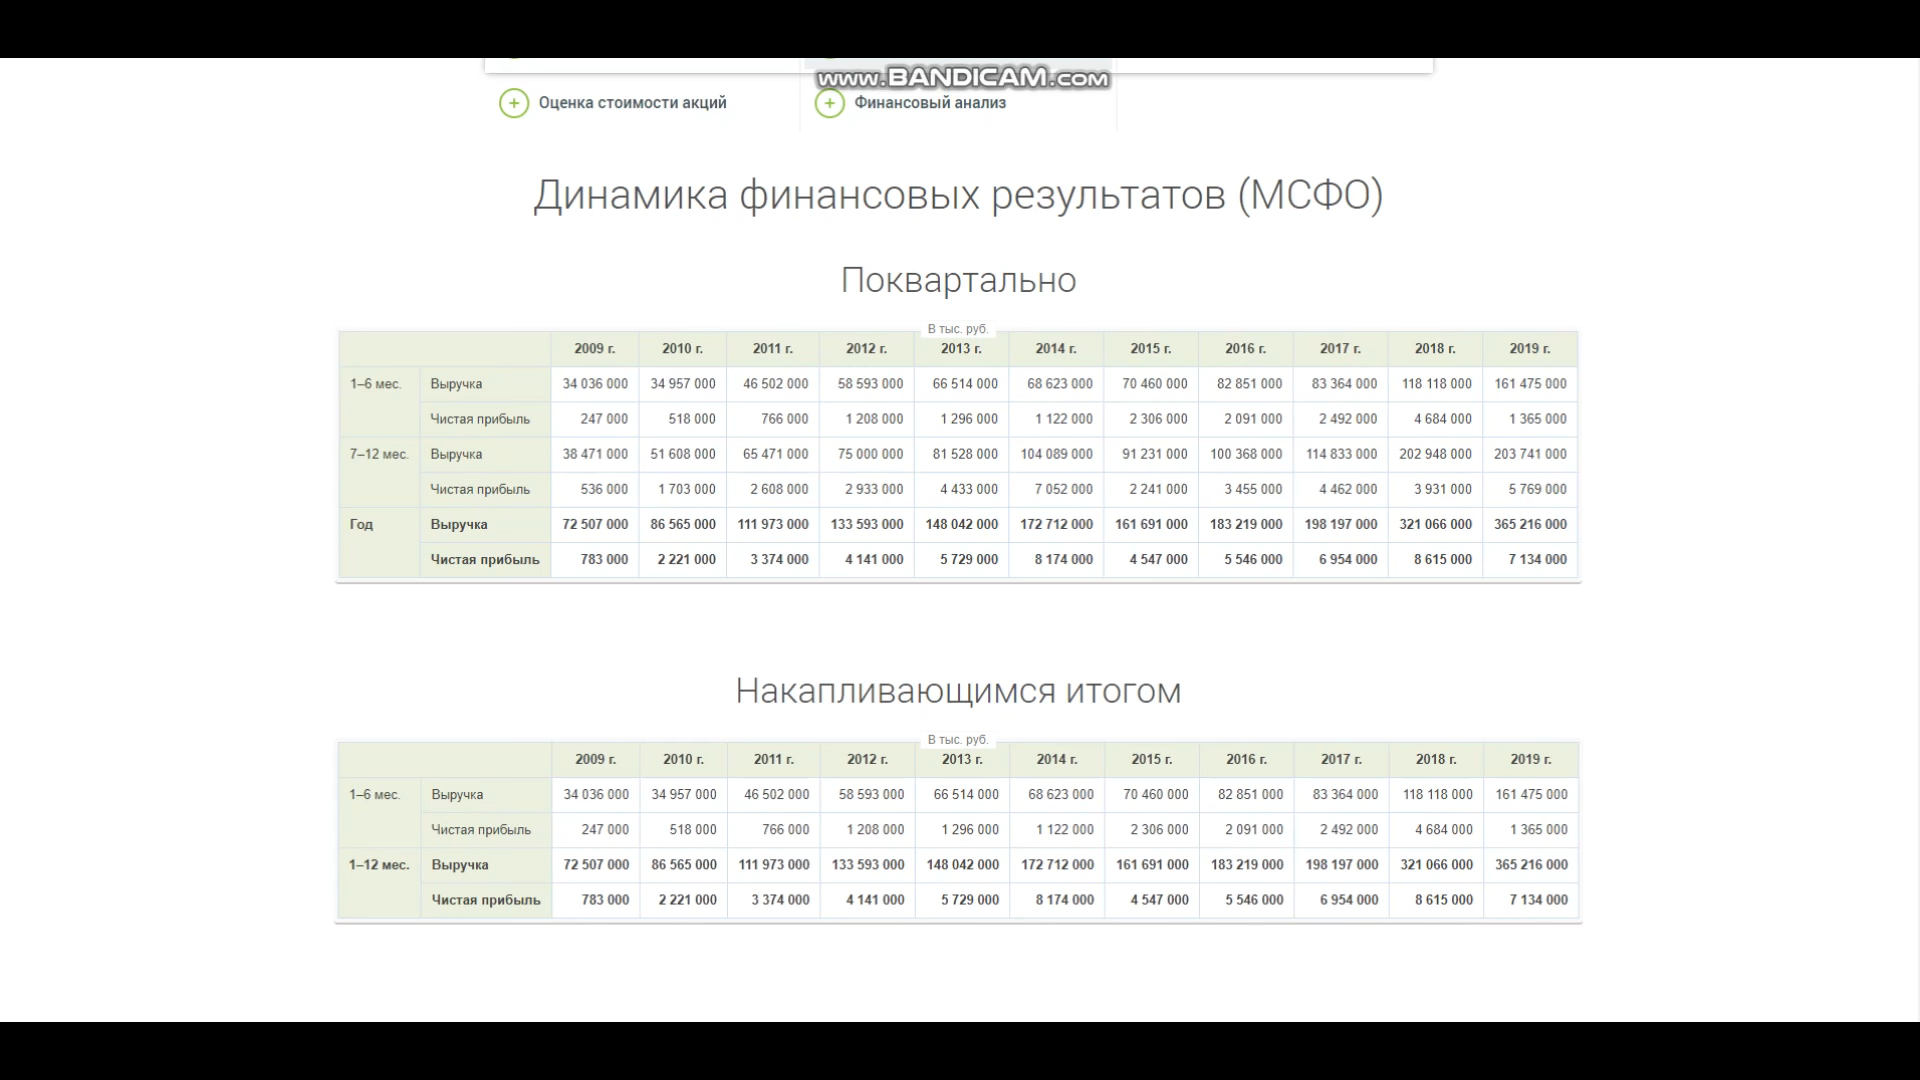 www.BANDICAM.com
Оценка стоимости акций Финансовый анализ
Динамика финансовых результатов (МСФО)
Поквартально
В тыс. руб.
2009 г. 2010 г. 2011 г. 2012 г. 2013 г. 2014 г. 2015 г. 2016 г. 2017 г. 2018 г. 2019 г.
1–6 мес. Выручка 34 036 000 34 957 000 46 502 000 58 593 000 66 514 000 68 623 000 70 460 000 82 851 000 83 364 000 118 118 000 161 475 000
Чистая прибыль 247 000 518 000 766 000 1 208 000 1 296 000 1 122 000 2 306 000 2 091 000 2 492 000 4 684 000 1 365 000
7–12 мес. Выручка 38 471 000 51 608 000 65 471 000 75 000 000 81 528 000 104 089 000 91 231 000 100 368 000 114 833 000 202 948 000 203 741 000
Чистая прибыль 536 000 1 703 000 2 608 000 2 933 000 4 433 000 7 052 000 2 241 000 3 455 000 4 462 000 3 931 000 5 769 000
Год Выручка 72 507 000 86 565 000 111 973 000 133 593 000 148 042 000 172 712 000 161 691 000 183 219 000 198 197 000 321 066 000 365 216 000
Чистая прибыль 783 000 2 221 000 3 374 000 4 141 000 5 729 000 8 174 000 4 547 000 5 546 000 6 954 000 8 615 000 7 134 000
Накапливающимся итогом
В тыс. руб.
2009 г. 2010 г. 2011 г. 2012 г. 2013 г. 2014 г. 2015 г. 2016 г. 2017 г. 2018 г. 2019 г.
1–6 мес. Выручка 34 036 000 34 957 000 46 502 000 58 593 000 66 514 000 68 623 000 70 460 000 82 851 000 83 364 000 118 118 000 161 475 000
Чистая прибыль 247 000 518 000 766 000 1 208 000 1 296 000 1 122 000 2 306 000 2 091 000 2 492 000 4 684 000 1 365 000
1–12 мес. Выручка 72 507 000 86 565 000 111 973 000 133 593 000 148 042 000 172 712 000 161 691 000 183 219 000 198 197 000 321 066 000 365 216 000
Чистая прибыль 783 000 2 221 000 3 374 000 4 141 000 5 729 000 8 174 000 4 547 000 5 546 000 6 954 000 8 615 000 7 134 000